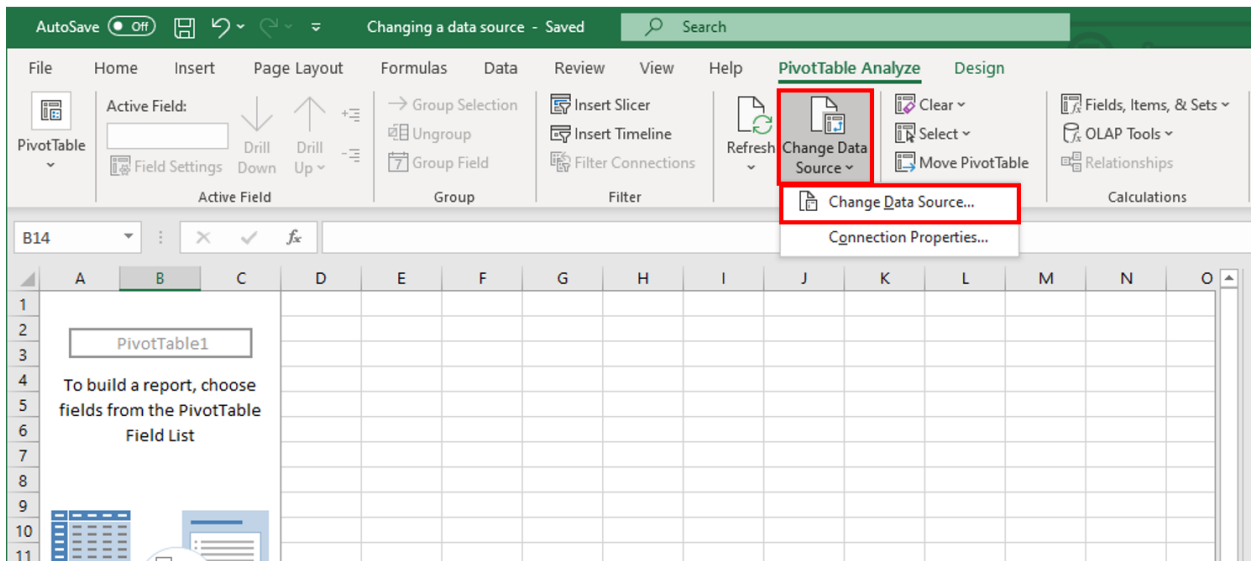 AutoSave Off Changing a data source - Saved Search
File Home Insert Page Layout Formulas Data Review View Help PivotTable Analyze Design
PivotTable
Active Field:
Field Settings
Drill
Down
Drill
Up
Active Field
Group Selection
Ungroup
7 Group Field
Group
Insert Slicer
Insert Timeline
Filter Connections
Filter
Refresh
Change Data
Source
Clear
Select
Move PivotTable
Fields, Items, & Sets
OLAP Tools
Relationships
Calculations
Change Data Source...
Connection Properties...
B14 fx
A B C D E F G H I J K L M N O
1
2
3
4
5
6
7
8
9
10
11
PivotTable1
To build a report, choose
fields from the PivotTable
Field List